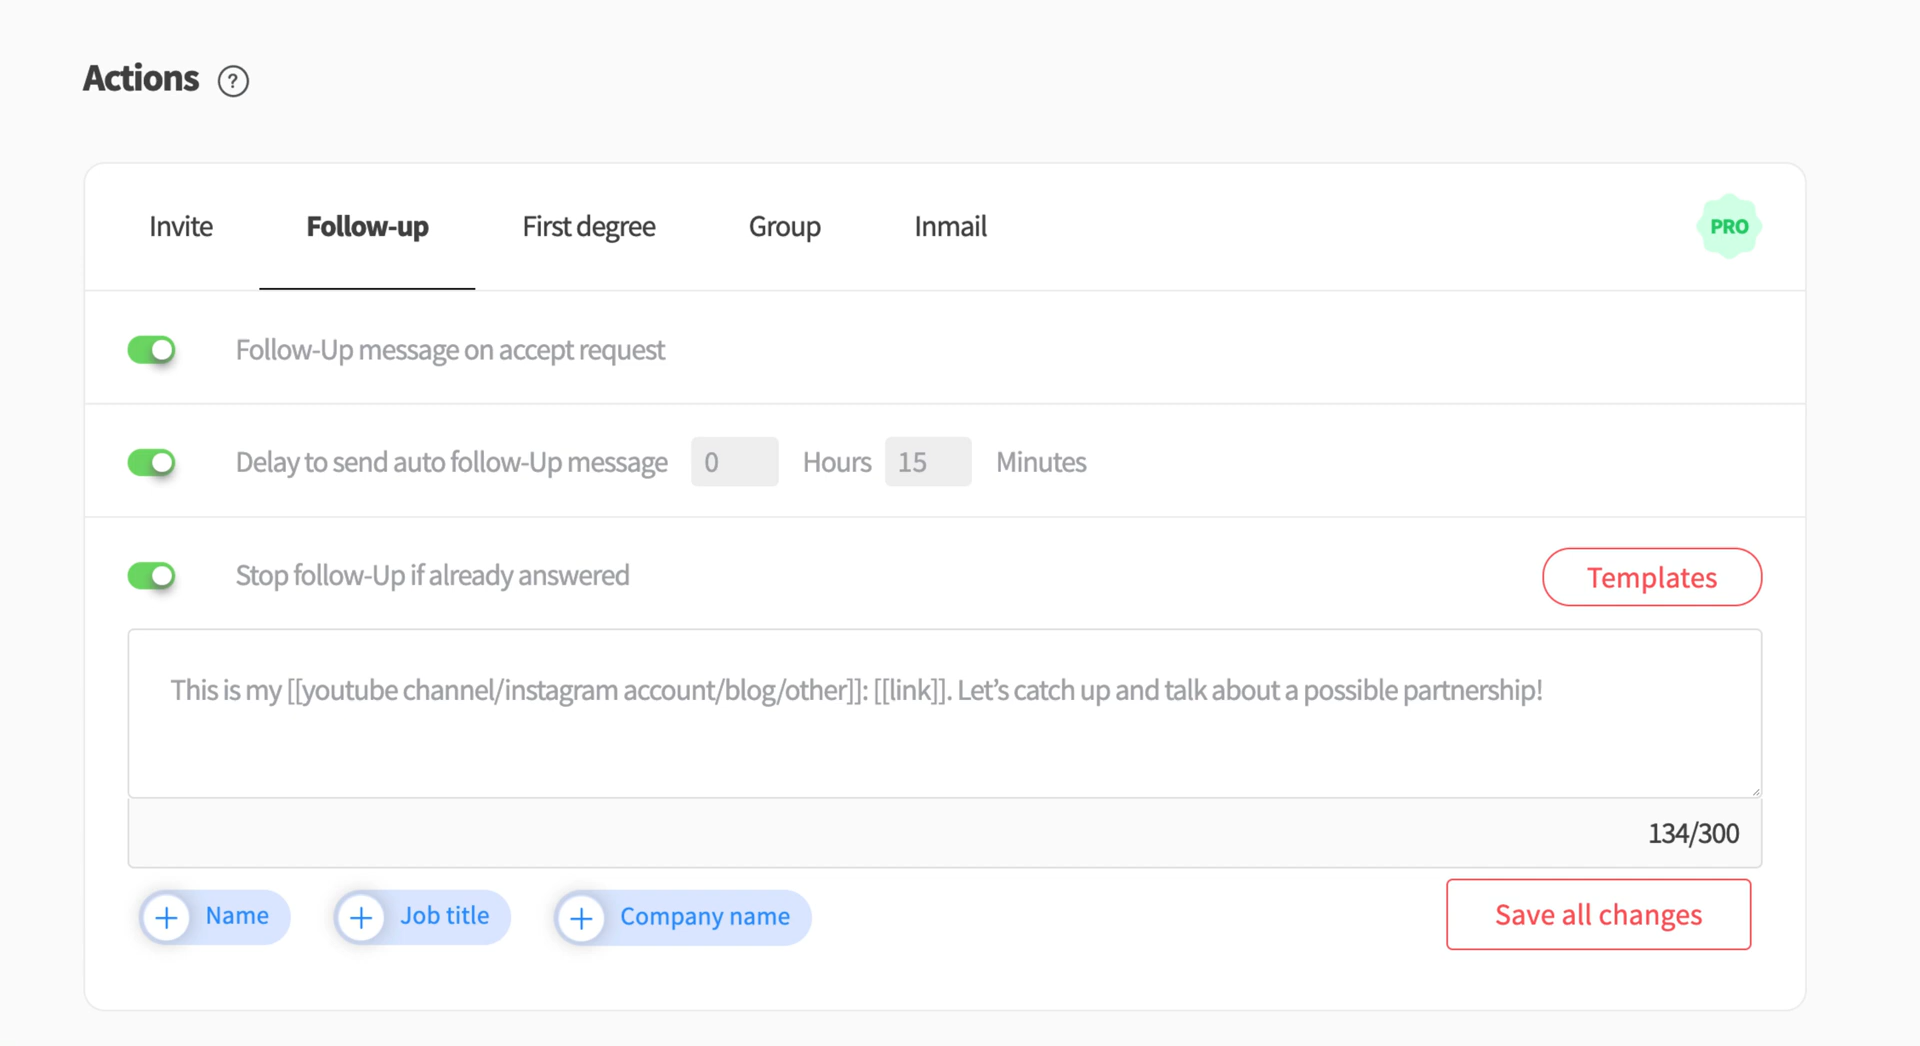 Actions ?
Invite Follow-up First degree Group Inmail PRO
Follow-Up message on accept request
Delay to send auto follow-Up message 0 Hours 15 Minutes
Stop follow-Up if already answered Templates
This is my [[youtube channel/instagram account/blog/other]]: [[link]]. Let’s catch up and talk about a possible partnership!
134/300
+ Name + Job title + Company name Save all changes